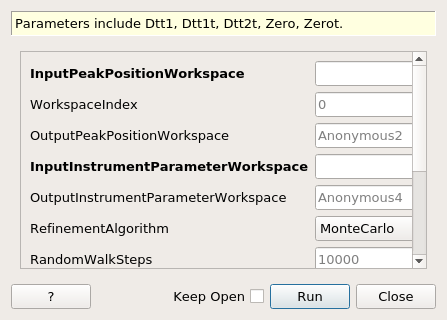 Parameters include Dtt1, Dtt1t, Dtt2t, Zero, Zerot.
InputPeakPositionWorkspace
WorkspaceIndex 0
OutputPeakPositionWorkspace Anonymous2
InputInstrumentParameterWorkspace
OutputInstrumentParameterWorkspace Anonymous4
RefinementAlgorithm MonteCarlo
RandomWalkSteps 10000
? Keep Open Run Close